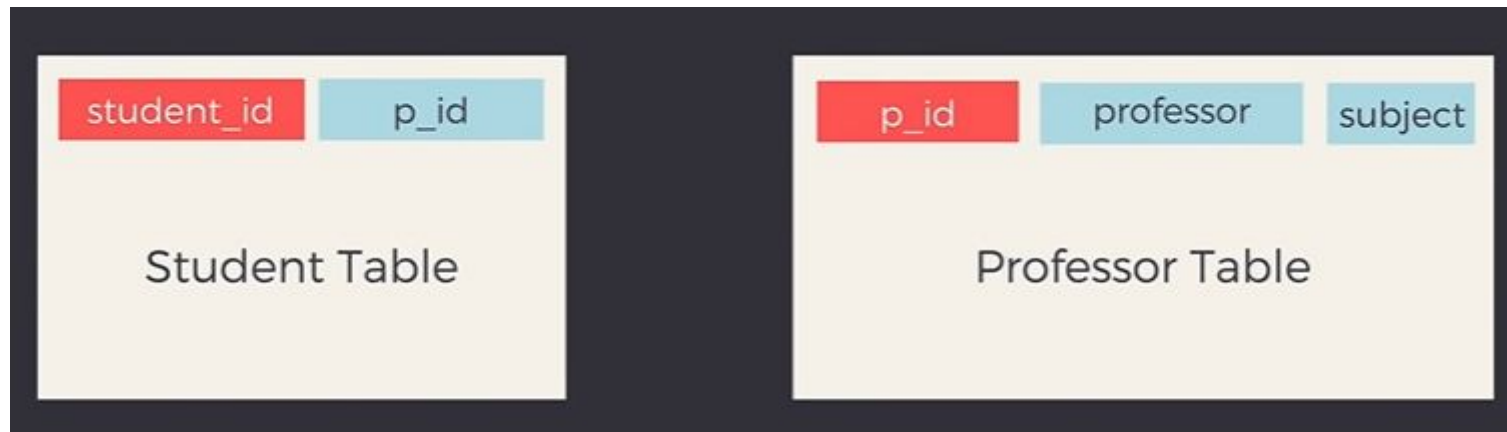 student_id p_id
Student Table
p_id professor subject
Professor Table